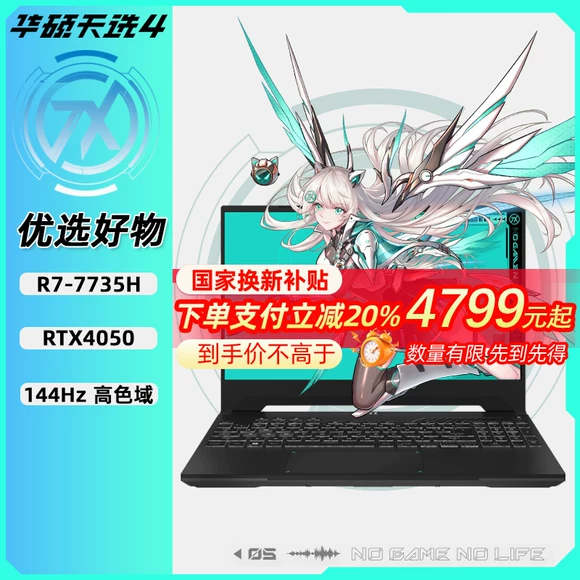 华硕天选4
TX
优选好物
R7-7735H
RTX4050
144Hz 高色域
国家换新补贴
下单支付立减20%
4799元起
到手价不高于
数量有限 先到先得
05
NO GAME NO LIFE